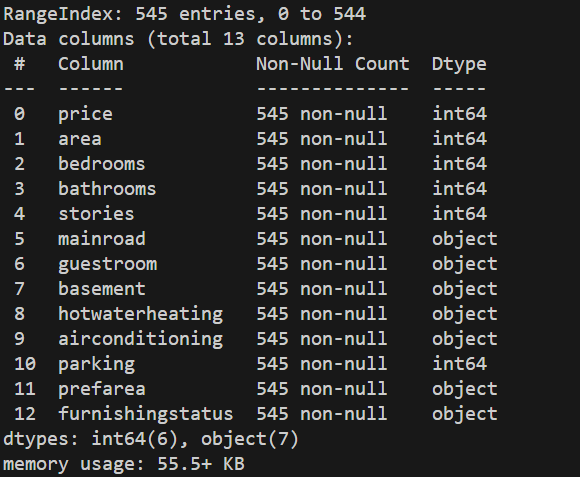 RangeIndex: 545 entries, 0 to 544
Data columns (total 13 columns):
 #   Column            Non-Null Count  Dtype
---  ------            --------------  -----
 0   price             545 non-null    int64
 1   area              545 non-null    int64
 2   bedrooms          545 non-null    int64
 3   bathrooms         545 non-null    int64
 4   stories           545 non-null    int64
 5   mainroad          545 non-null    object
 6   guestroom         545 non-null    object
 7   basement          545 non-null    object
 8   hotwaterheating   545 non-null    object
 9   airconditioning   545 non-null    object
 10  parking           545 non-null    int64
 11  prefarea          545 non-null    object
 12  furnishingstatus  545 non-null    object
dtypes: int64(6), object(7)
memory usage: 55.5+ KB